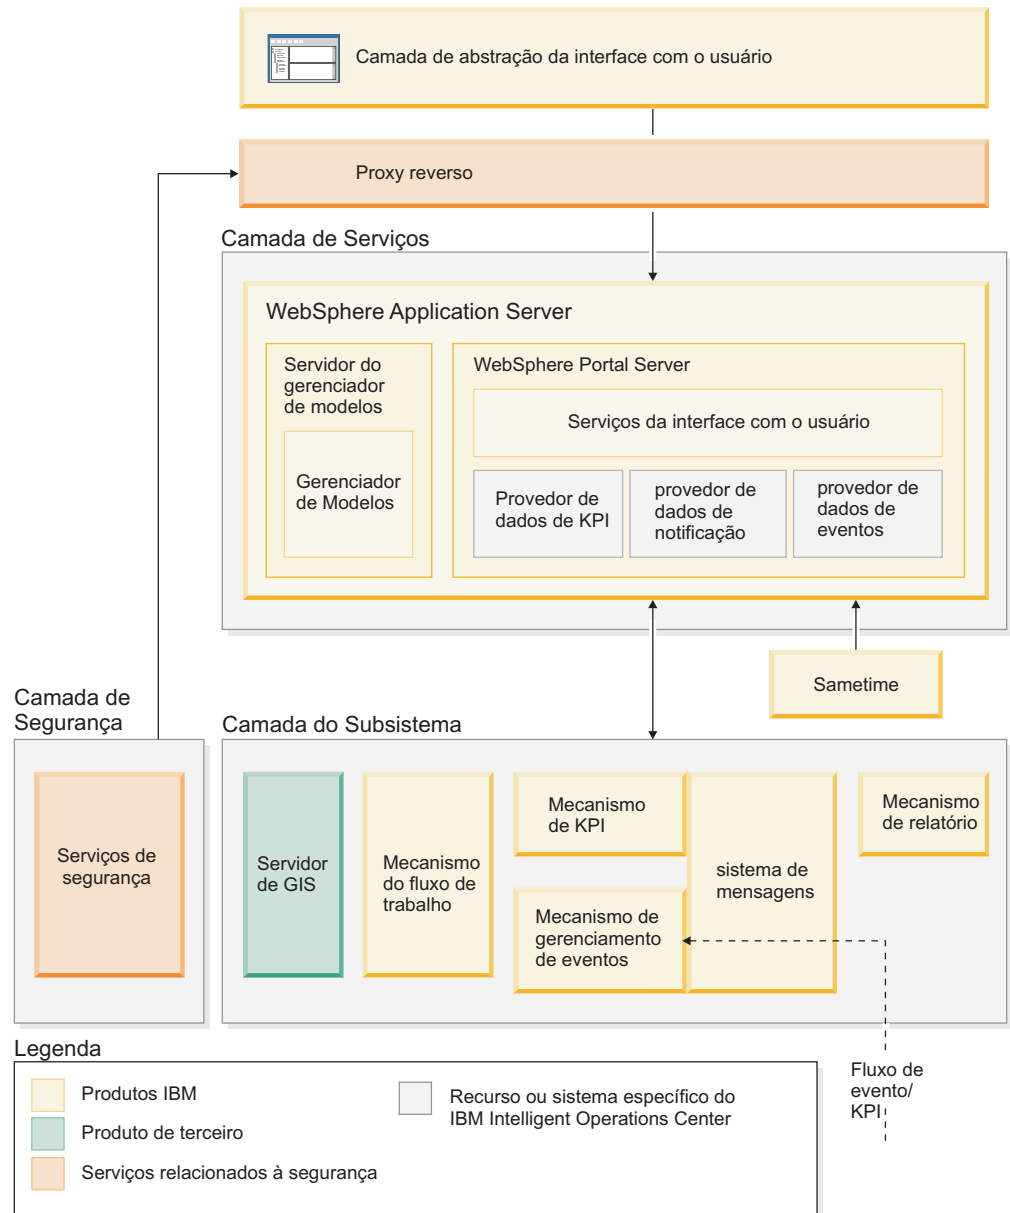 Camada de abstração da interface com o usuário
Proxy reverso
Camada de Serviços
WebSphere Application Server
Servidor do
gerenciador
de modelos
Gerenciador
de Modelos
WebSphere Portal Server
Serviços da interface com o usuário
Provedor de
dados de KPI
provedor de
dados de
notificação
provedor de
dados de
eventos
Sametime
Camada de
Segurança
Serviços de
segurança
Camada do Subsistema
Servidor
de GIS
Mecanismo
do fluxo de
trabalho
Mecanismo
de KPI
Mecanismo de
gerenciamento
de eventos
sistema de
mensagens
Mecanismo
de relatório
Fluxo de
evento/
KPI
Legenda
Produtos IBM
Produto de terceiro
Serviços relacionados à segurança
Recurso ou sistema específico do
IBM Intelligent Operations Center